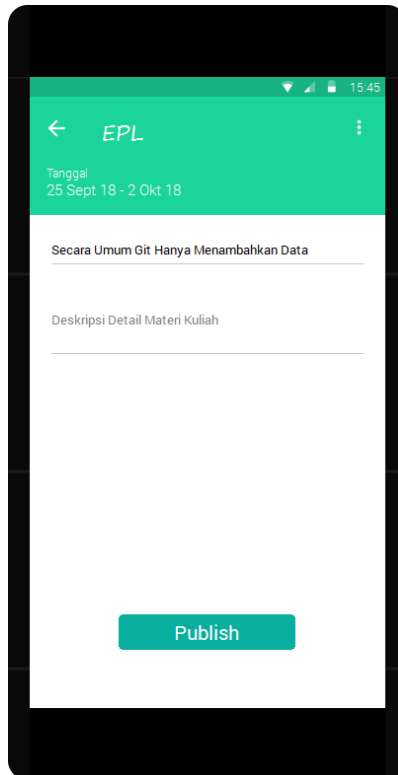 15:45
EPL
Tanggal
25 Sept 18 - 2 Okt 18
Secara Umum Git Hanya Menambahkan Data
Deskripsi Detail Materi Kuliah
Publish